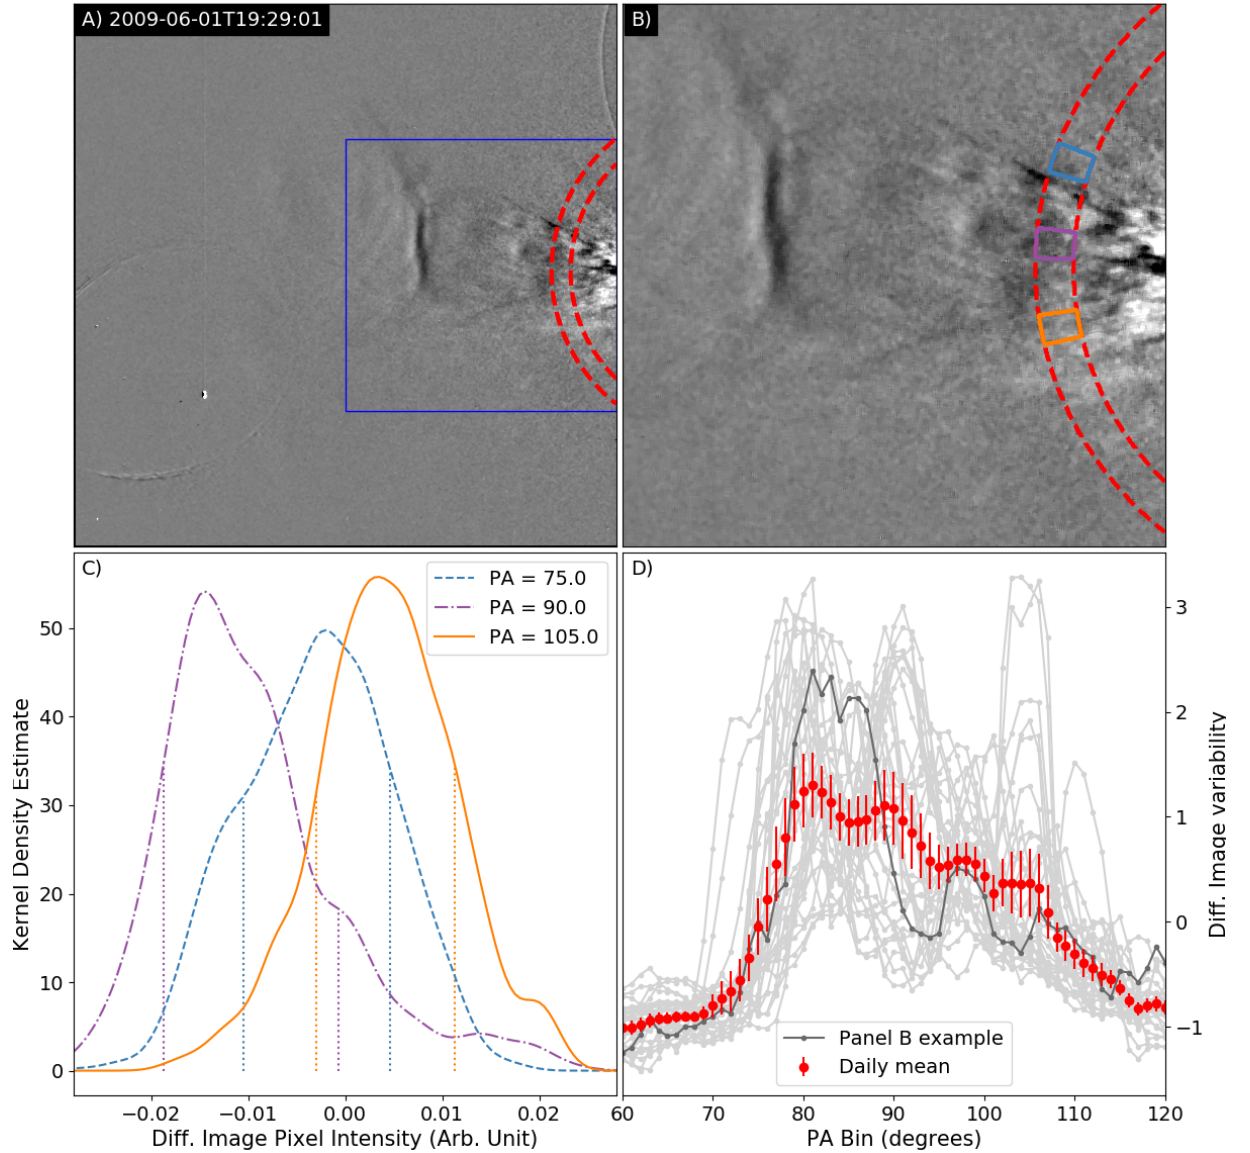 A) 2009-06-01T19:29:01
B)
C)
PA = 75.0
PA = 90.0
PA = 105.0
Kernel Density Estimate
50
40
30
20
10
0
−0.02
−0.01
0.00
0.01
0.02
Diff. Image Pixel Intensity (Arb. Unit)
D)
3
2
1
0
−1
Diff. Image variability
Panel B example
Daily mean
60
70
80
90
100
110
120
PA Bin (degrees)